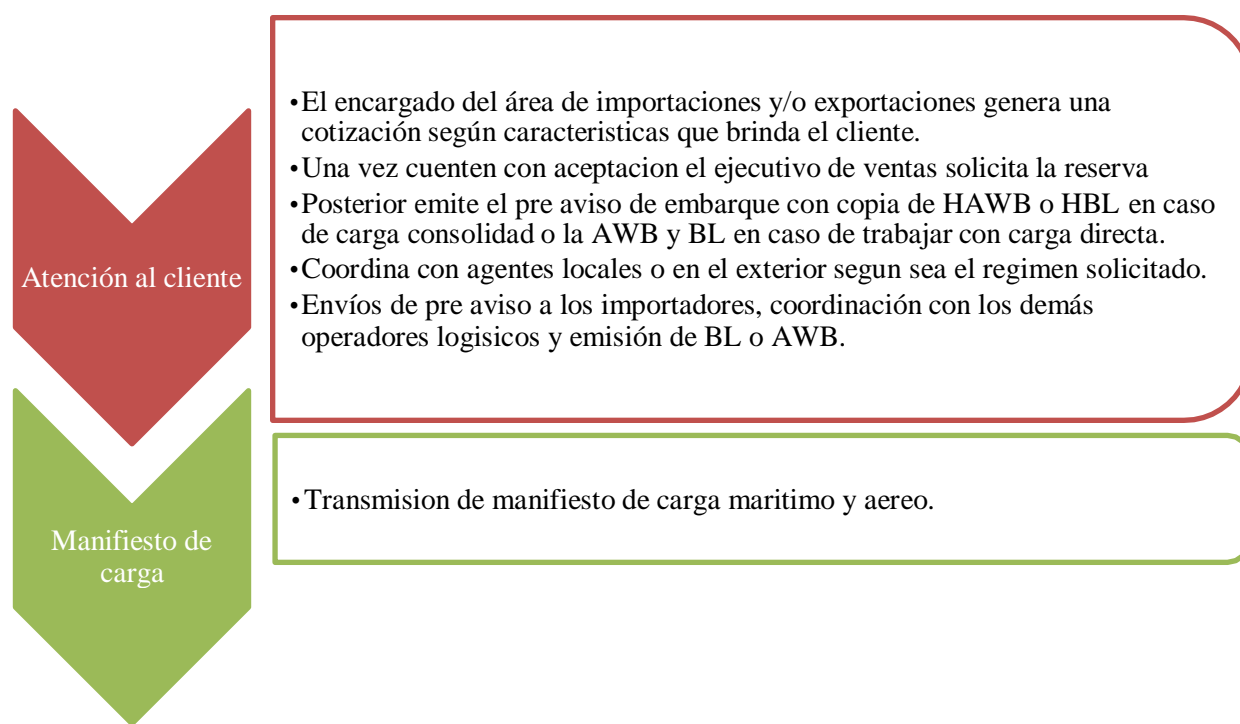 Atención al cliente
•El encargado del área de importaciones y/o exportaciones genera una
cotización según caracteristicas que brinda el cliente.
•Una vez cuenten con aceptacion el ejecutivo de ventas solicita la reserva
•Posterior emite el pre aviso de embarque con copia de HAWB o HBL en caso
de carga consolidad o la AWB y BL en caso de trabajar con carga directa.
•Coordina con agentes locales o en el exterior segun sea el regimen solicitado.
•Envíos de pre aviso a los importadores, coordinación con los demás
operadores logisicos y emisión de BL o AWB.
Manifiesto de
carga
•Transmision de manifiesto de carga maritimo y aereo.